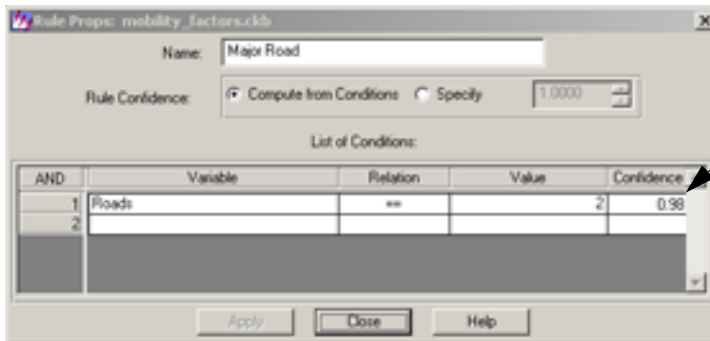 Rule Props: mobility_factors.ckb
Name: Major Road
Rule Confidence: Compute from Conditions Specify 1.0000
List of Conditions:
AND Variable Relation Value Confidence
1 Roads == 2 0.98
2
Apply Close Help